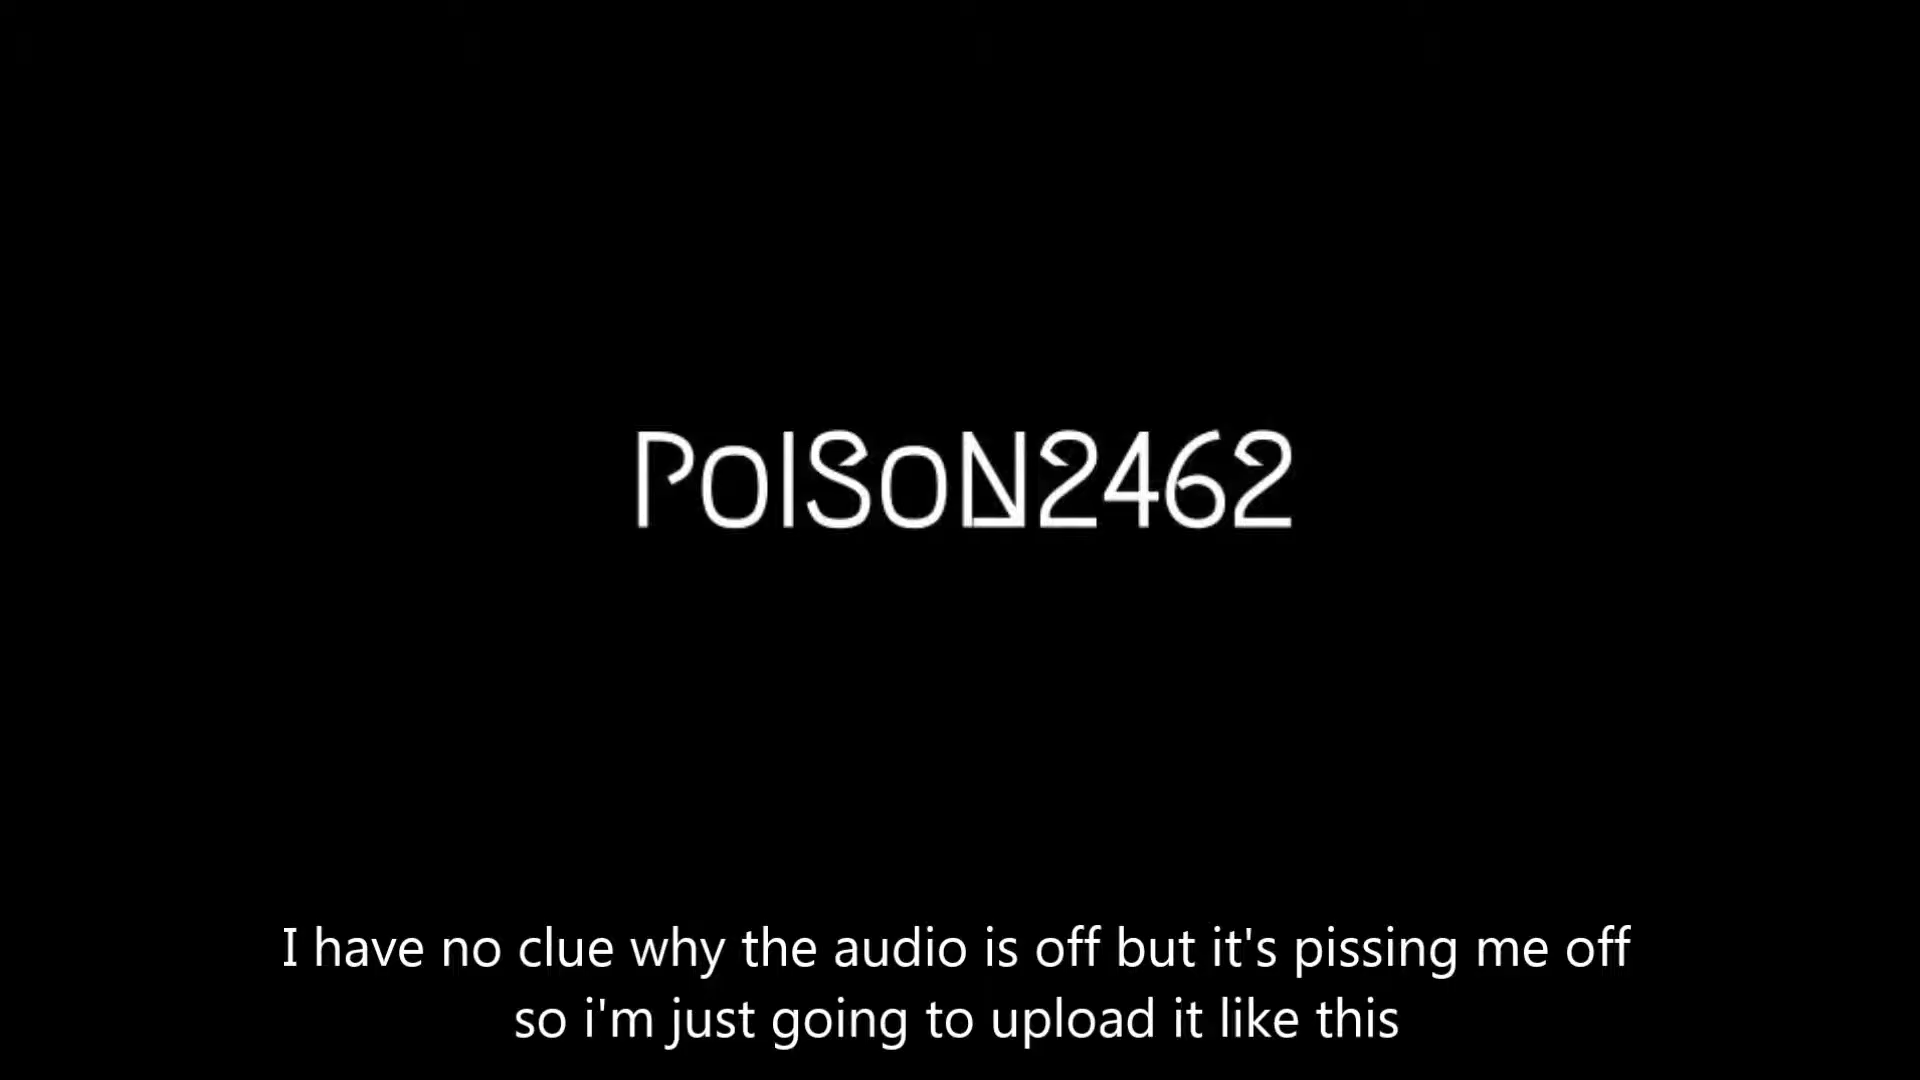 POISON2462
I have no clue why the audio is off but it's pissing me off
so i'm just going to upload it like this